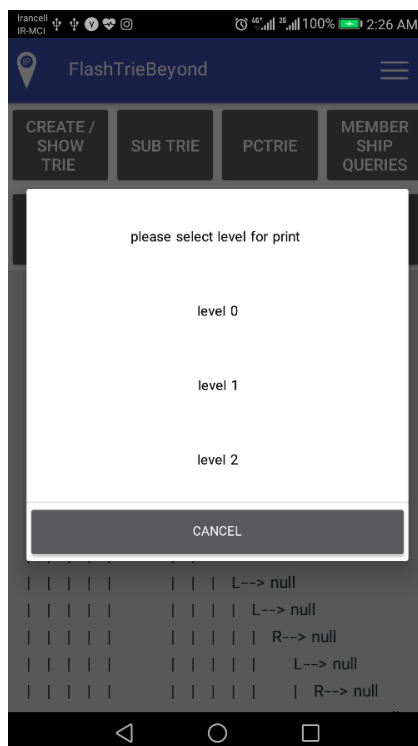 Irancell
IR-MCI
100% 2:26 AM
IP
FlashTrieBeyond
CREATE /
SHOW
TRIE
SUB TRIE
PCTRIE
MEMBER
SHIP
QUERIES
please select level for print
level 0
level 1
level 2
CANCEL
| | | | | | | | L--> null
| | | | | | | | | L--> null
| | | | | | | | | | R--> null
| | | | | | | | | | L--> null
| | | | | | | | | | | R--> null